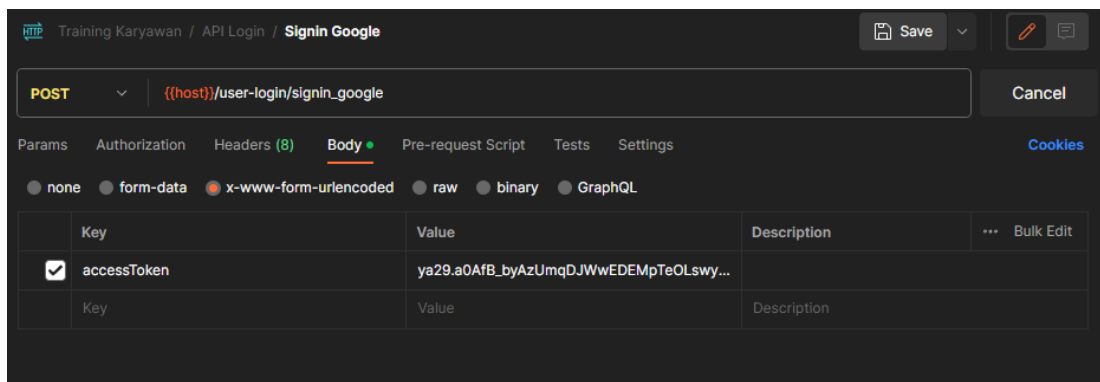 HTTP Training Karyawan / API Login / Signin Google Save
POST {{host}}/user-login/signin_google Cancel
Params Authorization Headers (8) Body Pre-request Script Tests Settings Cookies
none form-data x-www-form-urlencoded raw binary GraphQL
Key Value Description ••• Bulk Edit
accessToken ya29.a0AfB_byAzUmqDJWwEDEMpTeOLswy...
Key Value Description